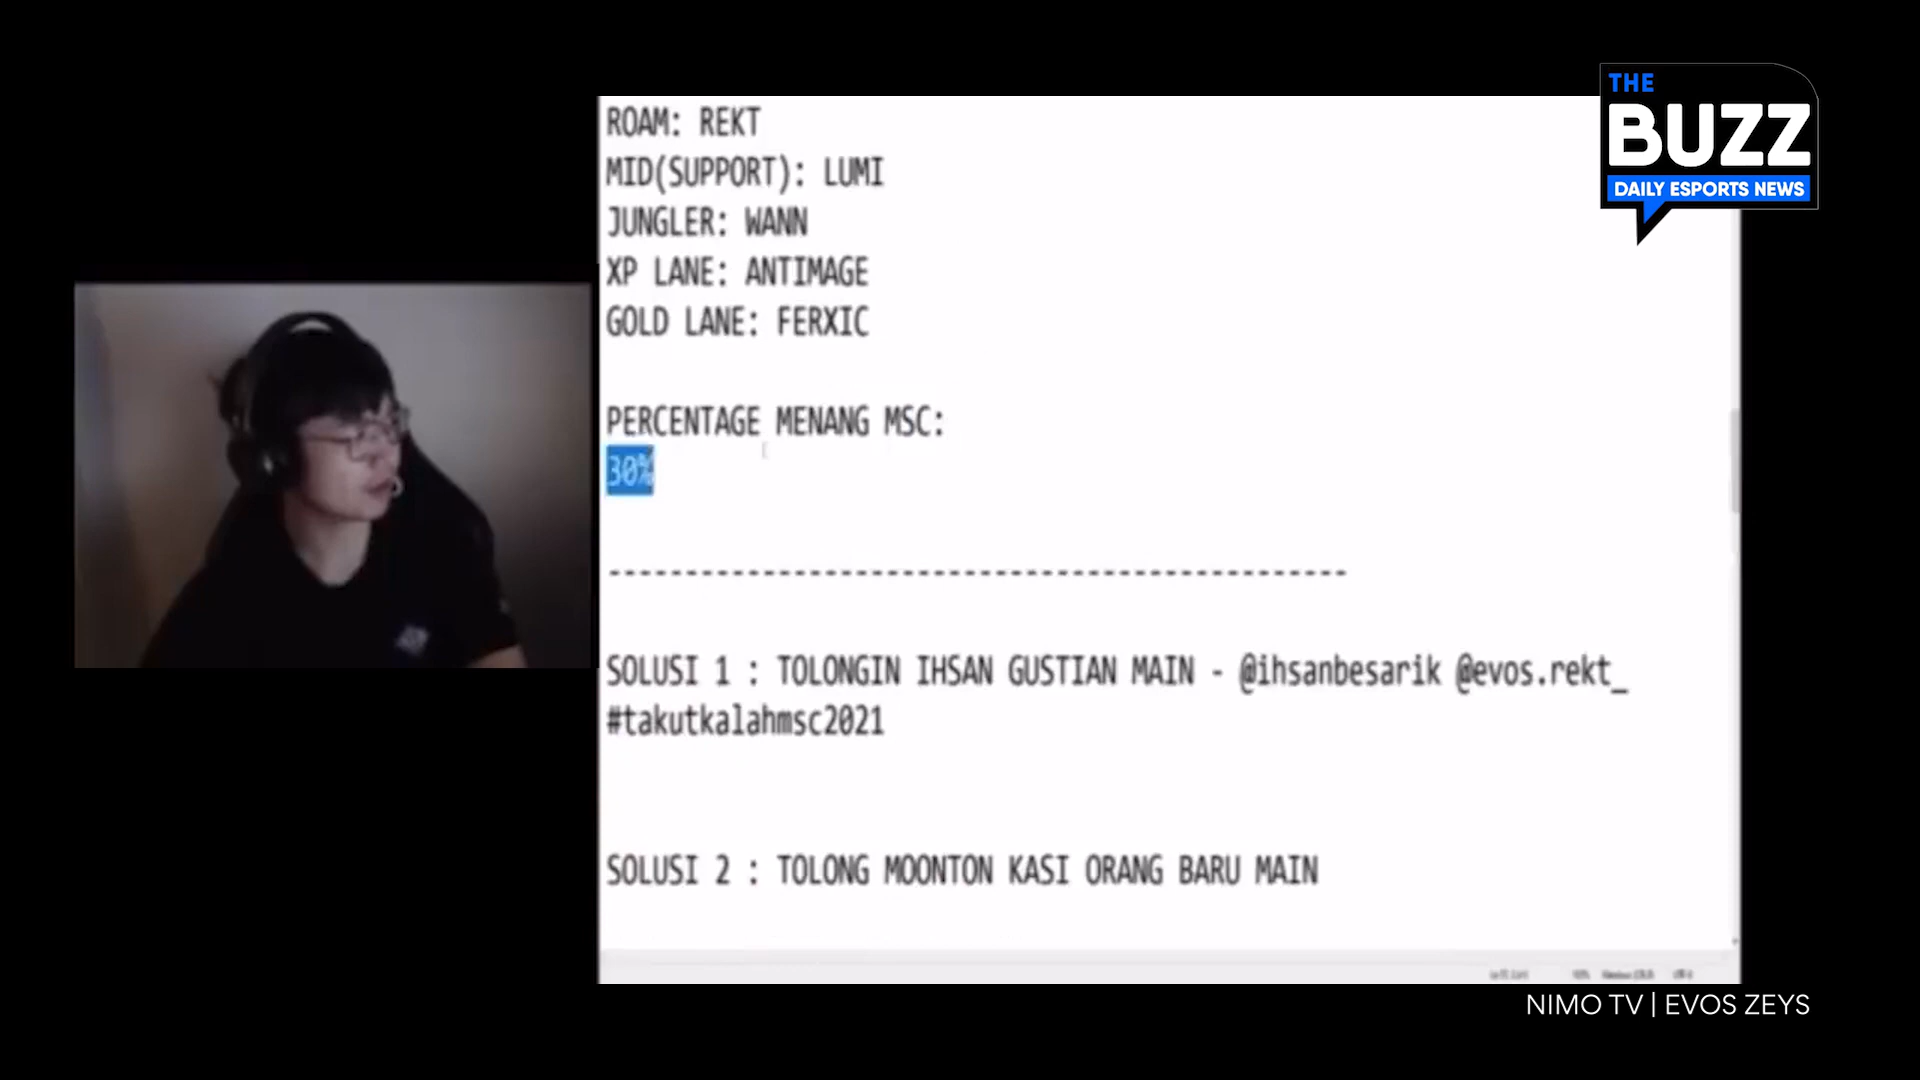 THE
BUZZ
DAILY ESPORTS NEWS
ROAM: REKT
MID(SUPPORT): LUMI
JUNGLER: WANN
XP LANE: ANTIMAGE
GOLD LANE: FERXIC
PERCENTAGE MENANG MSC:
30%
------------------------------------------------
SOLUSI 1 : TOLONGIN IHSAN GUSTIAN MAIN - @ihsanbesarik @evos.rekt_
#takutkalahmsc2021
SOLUSI 2 : TOLONG MOONTON KASI ORANG BARU MAIN
NIMO TV | EVOS ZEYS